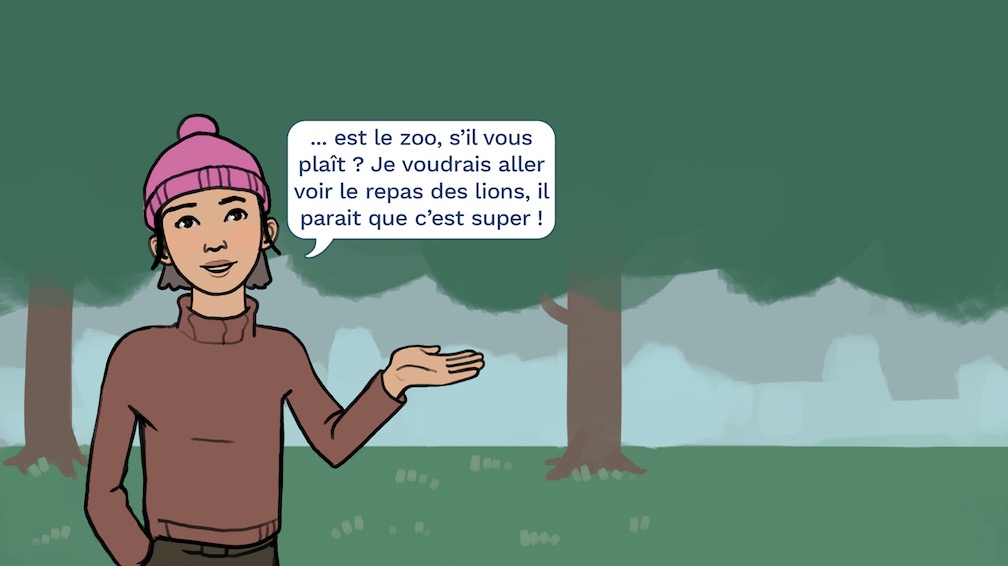 ... est le zoo, s’il vous
plaît ? Je voudrais aller
voir le repas des lions, il
parait que c’est super !